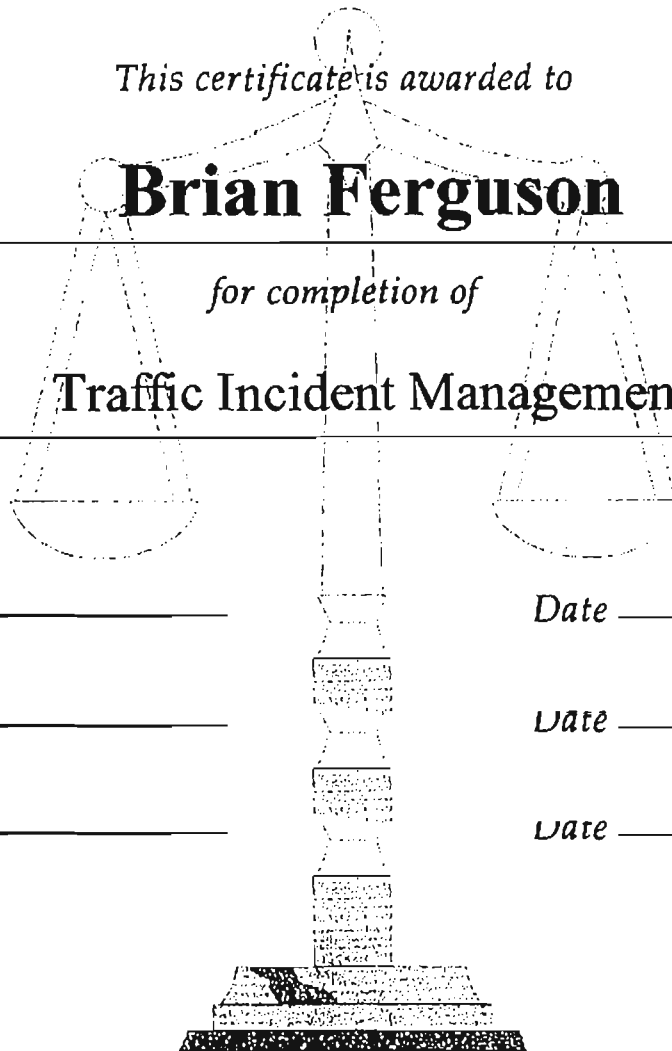 This certificate is awarded to
Brian Ferguson
for completion of
Traffic Incident Managemen
Date
Date
Date